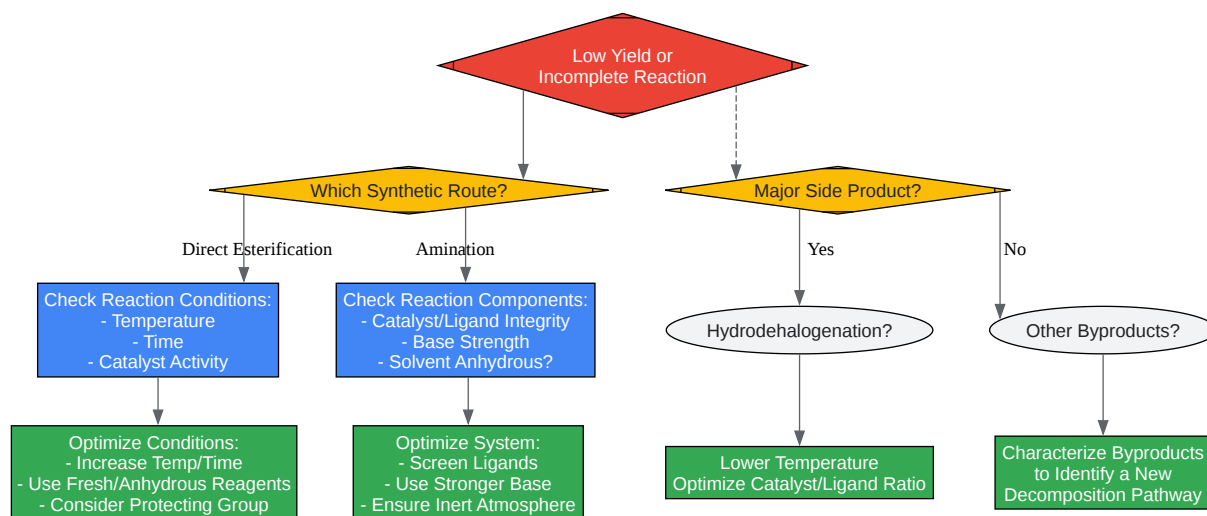 Low Yield or
Incomplete Reaction
Which Synthetic Route?
Major Side Product?
Direct Esterification
Amination
Yes
No
Check Reaction Conditions:
- Temperature
- Time
- Catalyst Activity
Check Reaction Components:
- Catalyst/Ligand Integrity
- Base Strength
- Solvent Anhydrous?
Hydrodehalogenation?
Other Byproducts?
Optimize Conditions:
- Increase Temp/Time
- Use Fresh/Anhydrous Reagents
- Consider Protecting Group
Optimize System:
- Screen Ligands
- Use Stronger Base
- Ensure Inert Atmosphere
Lower Temperature
Optimize Catalyst/Ligand Ratio
Characterize Byproducts
to Identify a New
Decomposition Pathway